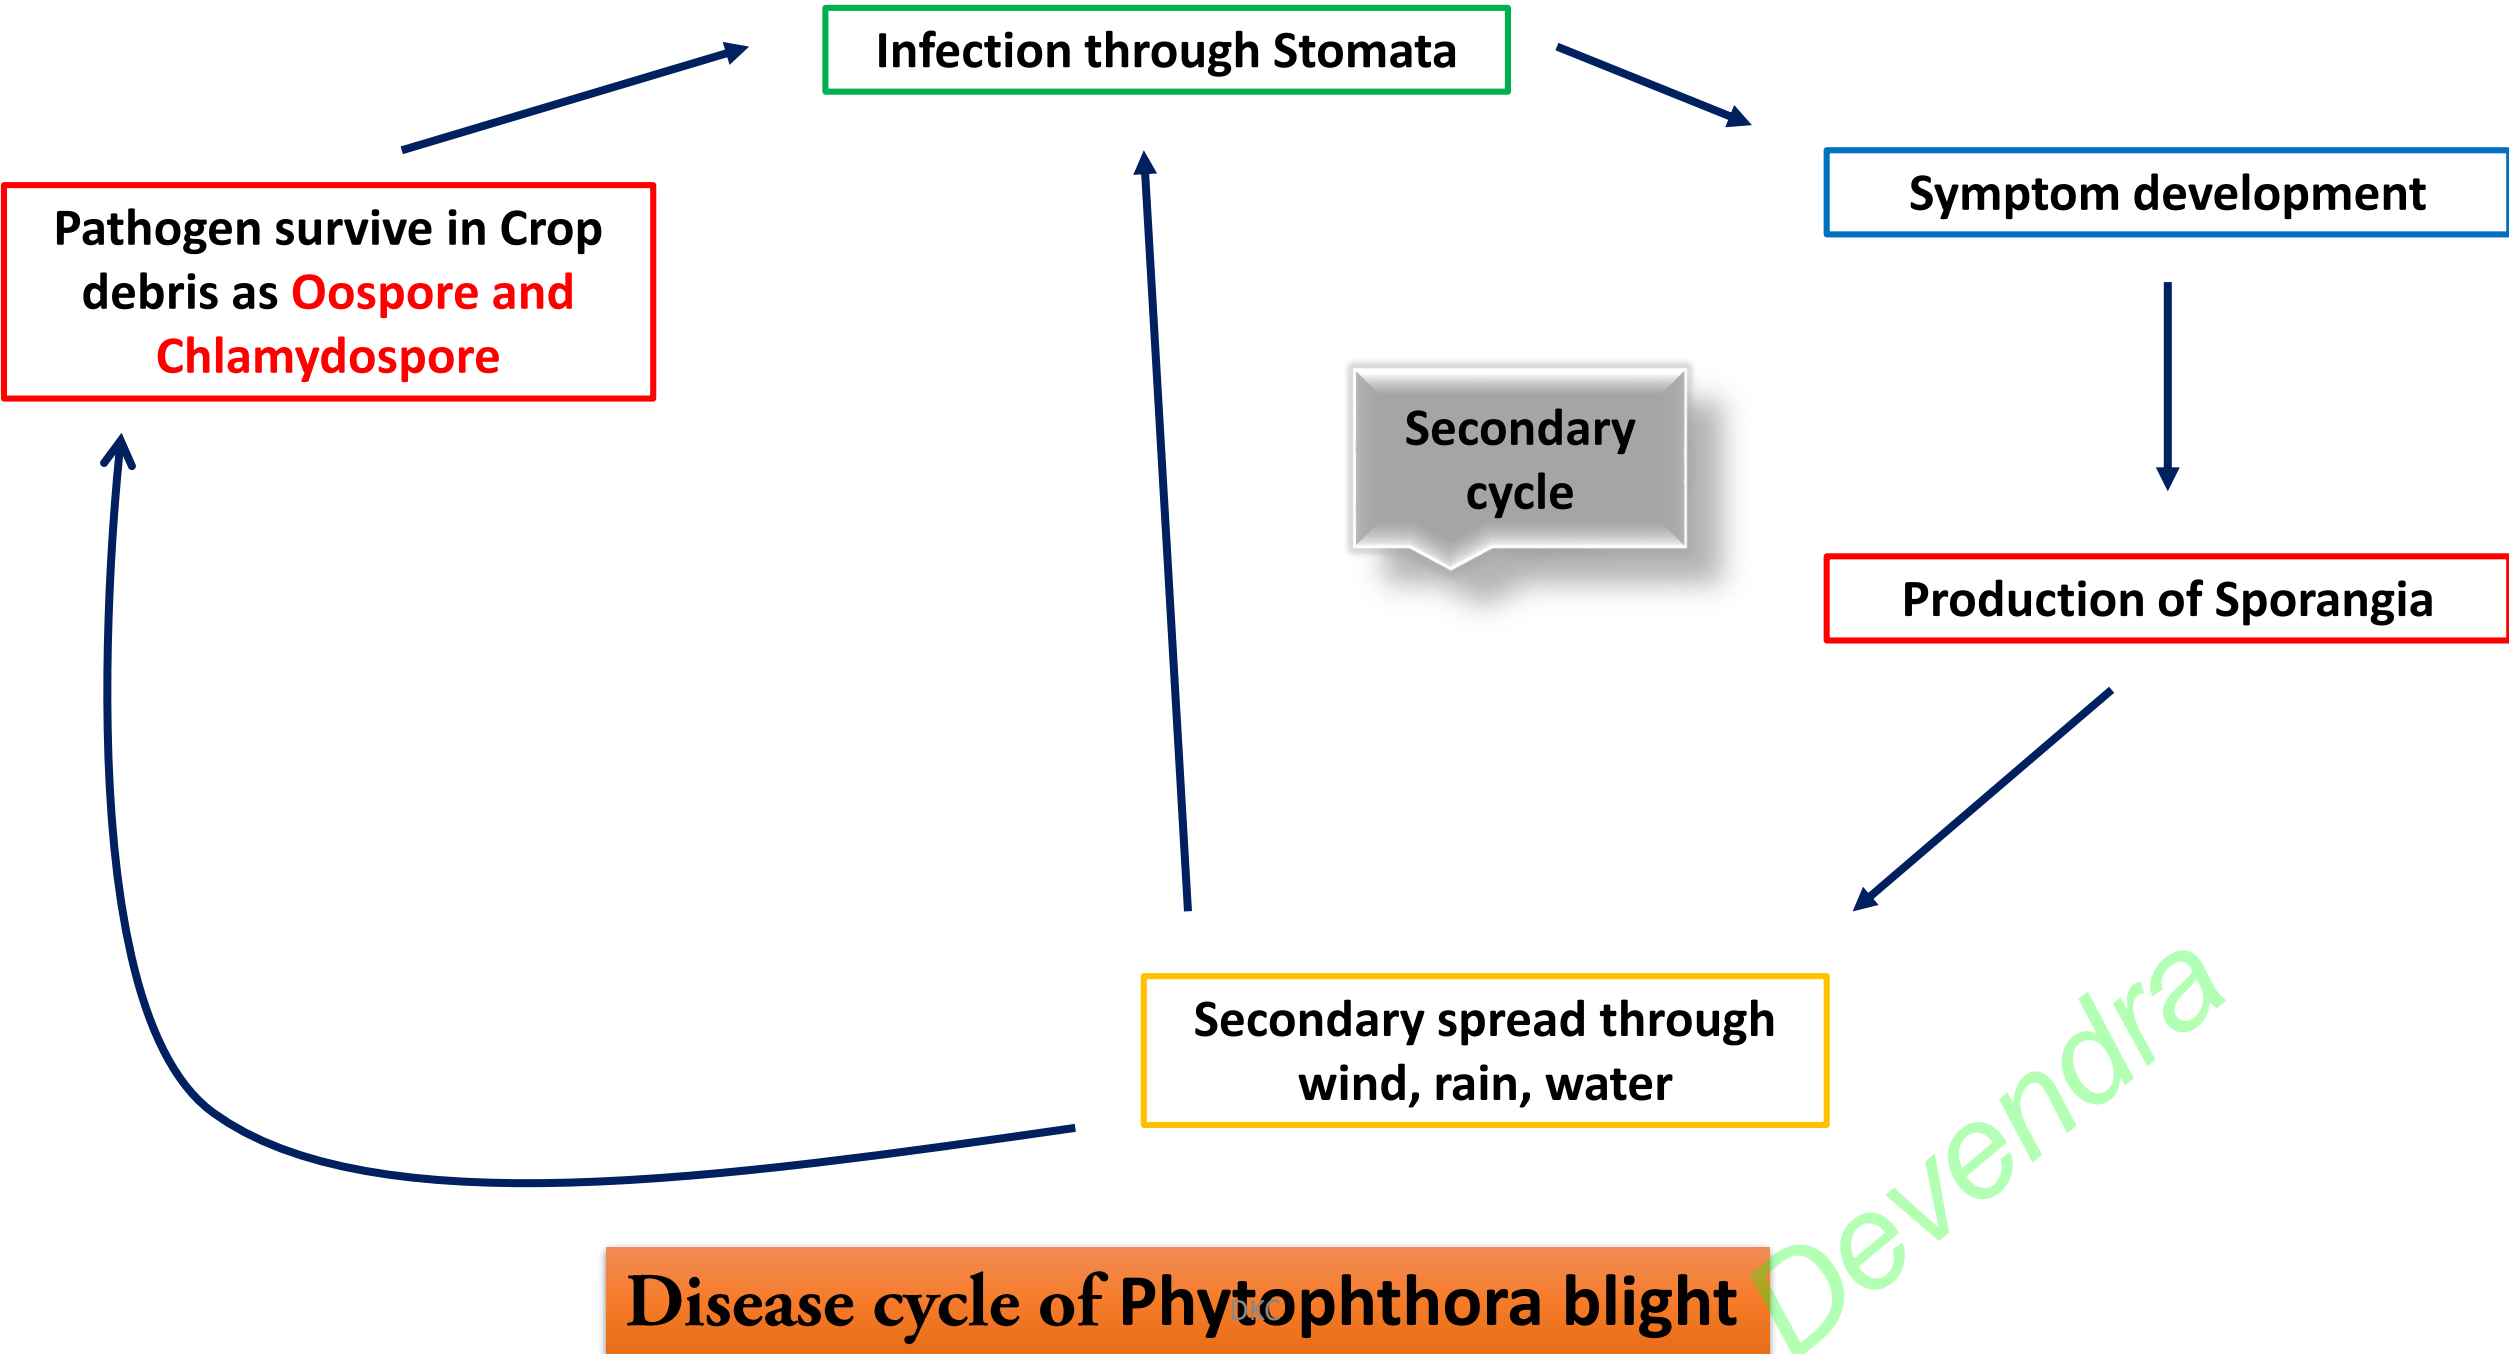 Infection through Stomata
Symptom development
Pathogen survive in Crop
debris as Oospore and
Chlamydospore
Secondary
cycle
Production of Sporangia
Secondary spread through
wind, rain, water
Disease cycle of Phytophthora blight
DKC
Devendra